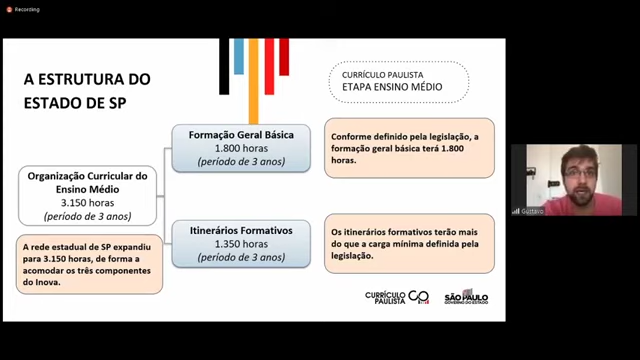 Recording
A ESTRUTURA DO
ESTADO DE SP
CURRÍCULO PAULISTA
ETAPA ENSINO MÉDIO
Formação Geral Básica
1.800 horas
(período de 3 anos)
Conforme definido pela legislação, a
formação geral básica terá 1.800
horas.
Organização Curricular do
Ensino Médio
3.150 horas
(período de 3 anos)
Itinerários Formativos
1.350 horas
(período de 3 anos)
Os itinerários formativos terão mais
do que a carga mínima definida pela
legislação.
A rede estadual de SP expandiu
para 3.150 horas, de forma a
acomodar os três componentes
do Inova.
Gustavo
CURRÍCULO
PAULISTA
SÃO PAULO
GOVERNO DO ESTADO